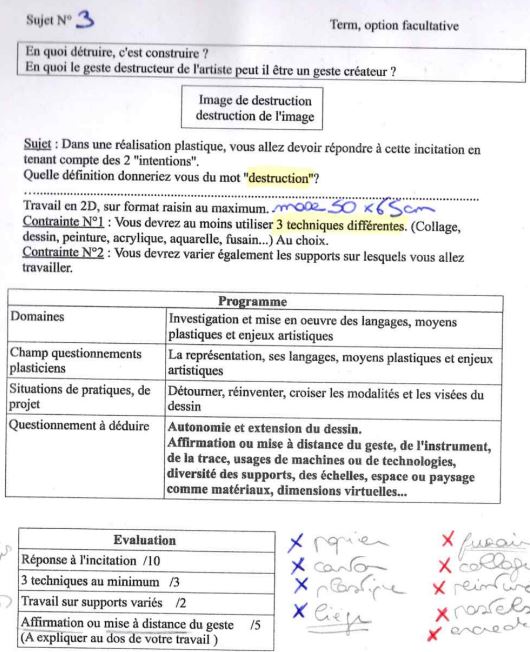 Sujet N° 3
Term, option facultative
En quoi détruire, c'est construire ?
En quoi le geste destructeur de l'artiste peut il être un geste créateur ?
Image de destruction
destruction de l'image
Sujet : Dans une réalisation plastique, vous allez devoir répondre à cette incitation en
tenant compte des 2 "intentions".
Quelle définition donneriez vous du mot "destruction"?
Travail en 2D, sur format raisin au maximum. maxe 50 x 65 cm
Contrainte N°1 : Vous devrez au moins utiliser 3 techniques différentes. (Collage,
dessin, peinture, acrylique, aquarelle, fusain...) Au choix.
Contrainte N°2 : Vous devrez varier également les supports sur lesquels vous allez
travailler.
Programme
Domaines
Investigation et mise en oeuvre des langages, moyens
plastiques et enjeux artistiques
Champ questionnements
plasticiens
La représentation, ses langages, moyens plastiques et enjeux
artistiques
Situations de pratiques, de
projet
Détourner, réinventer, croiser les modalités et les visées du
dessin
Questionnement à déduire
Autonomie et extension du dessin.
Affirmation ou mise à distance du geste, de l'instrument,
de la trace, usages de machines ou de technologies,
diversité des supports, des échelles, espace ou paysage
comme matériaux, dimensions virtuelles...
Evaluation
Réponse à l'incitation /10
3 techniques au minimum /3
Travail sur supports variés /2
Affirmation ou mise à distance du geste /5
(A expliquer au dos de votre travail )
x papier
x carton
x plastique
x liège
x fusain
x collage
x peinture
x pastels
x